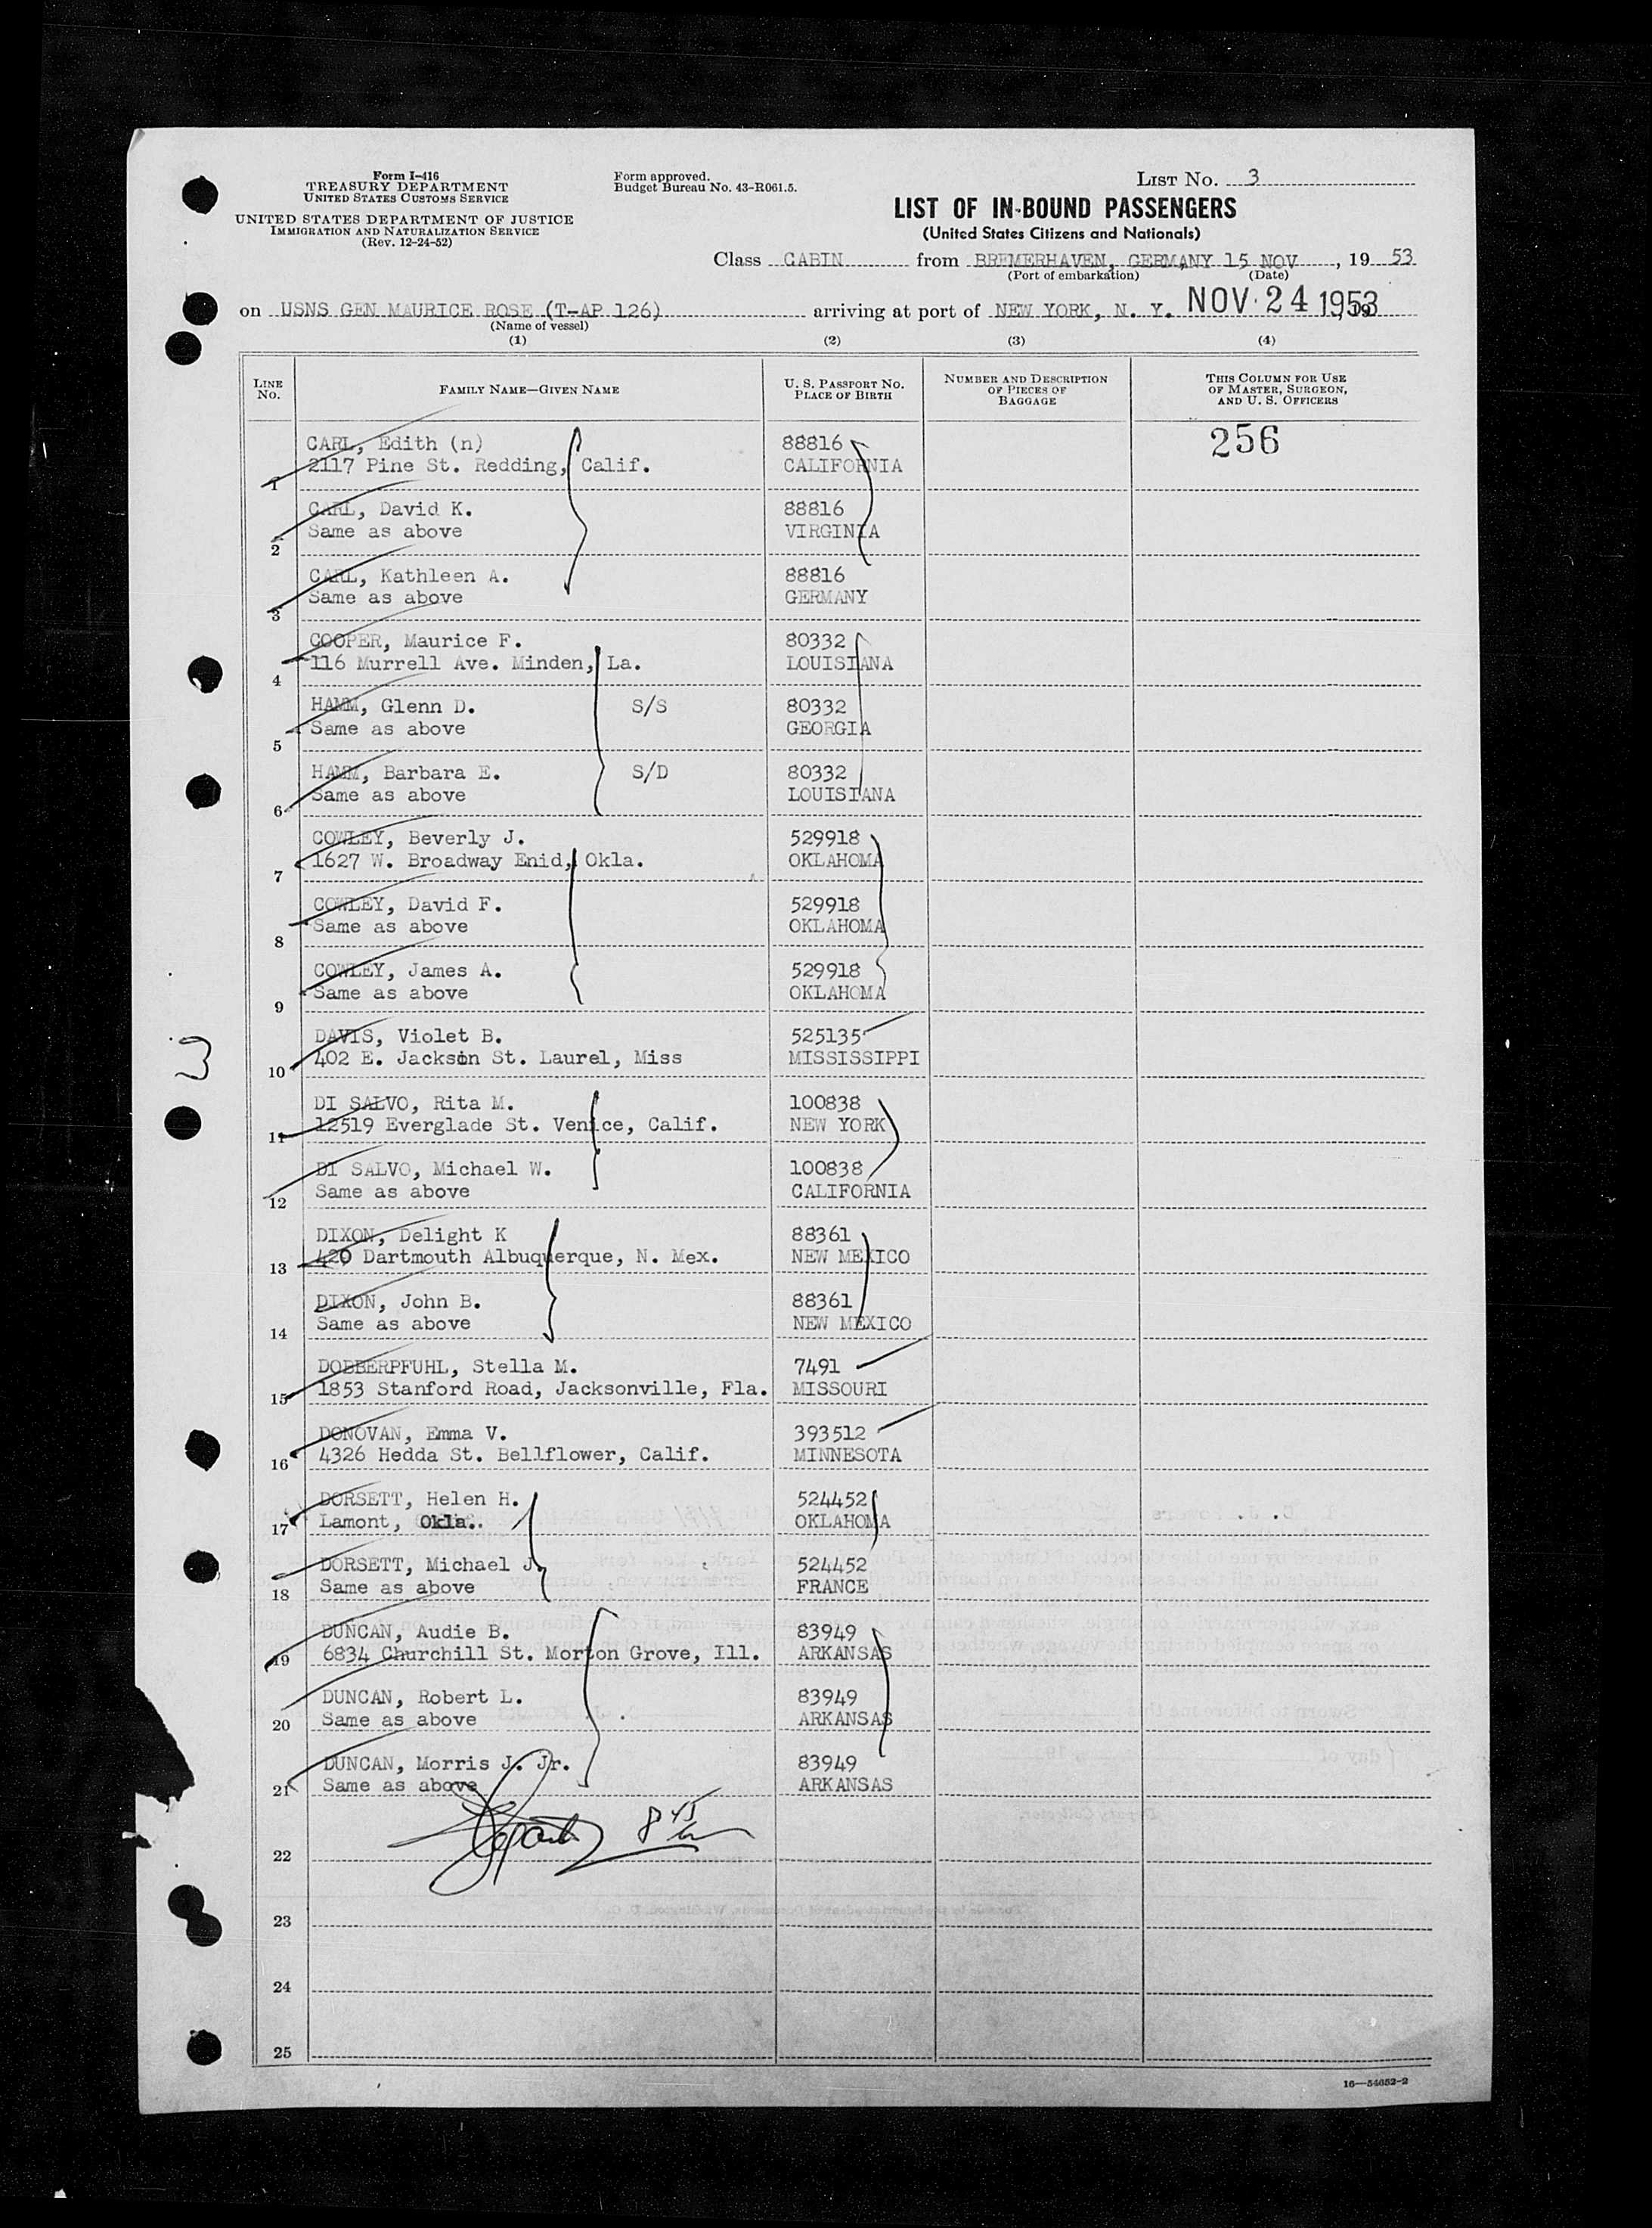 Form I-416
TREASURY DEPARTMENT
UNITED STATES CUSTOMS SERVICE
UNITED STATES DEPARTMENT OF JUSTICE
IMMIGRATION AND NATURALIZATION SERVICE
(Rev. 12-24-52)
Form approved.
Budget Bureau No. 43-R061.5.
LIST No. 3
LIST OF IN-BOUND PASSENGERS
(United States Citizens and Nationals)
Class CABIN from BREMERHAVEN, GERMANY 15 NOV, 19 53
(Port of embarkation) (Date)
on USNS GEN MAURICE ROSE (T-AP 126) arriving at port of NEW YORK, N. Y. NOV 24 1953
(Name of vessel)
(1) (2) (3) (4)
LINE No. FAMILY NAME—GIVEN NAME U. S. PASSPORT No. PLACE OF BIRTH NUMBER AND DESCRIPTION OF PIECES OF BAGGAGE THIS COLUMN FOR USE OF MASTER, SURGEON, AND U. S. OFFICERS
CARL, Edith (n) 88816 256
1 2117 Pine St. Redding, Calif. CALIFORNIA
CARL, David K. 88816
2 Same as above VIRGINIA
CARL, Kathleen A. 88816
3 Same as above GERMANY
COOPER, Maurice F. 80332
4 116 Murrell Ave. Minden, La. LOUISIANA
HAMM, Glenn D. S/S 80332
5 Same as above GEORGIA
HAMM, Barbara E. S/D 80332
6 Same as above LOUISIANA
COWLEY, Beverly J. 529918
7 1627 W. Broadway Enid, Okla. OKLAHOMA
COWLEY, David F. 529918
8 Same as above OKLAHOMA
COWLEY, James A. 529918
9 Same as above OKLAHOMA
DAVIS, Violet B. 525135
10 402 E. Jackson St. Laurel, Miss MISSISSIPPI
DI SALVO, Rita M. 100838
11 12519 Everglade St. Venice, Calif. NEW YORK
DI SALVO, Michael W. 100838
12 Same as above CALIFORNIA
DIXON, Delight K 88361
13 420 Dartmouth Albuquerque, N. Mex. NEW MEXICO
DIXON, John B. 88361
14 Same as above NEW MEXICO
DOBBERPFUHL, Stella M. 7491
15 1853 Stanford Road, Jacksonville, Fla. MISSOURI
DONOVAN, Emma V. 393512
16 4326 Hedda St. Bellflower, Calif. MINNESOTA
DORSETT, Helen H. 524452
17 Lamont, Okla. OKLAHOMA
DORSETT, Michael J. 524452
18 Same as above FRANCE
DUNCAN, Audie B. 83949
19 6834 Churchill St. Morton Grove, Ill. ARKANSAS
DUNCAN, Robert L. 83949
20 Same as above ARKANSAS
DUNCAN, Morris J. Jr. 83949
21 Same as above ARKANSAS
22
23
24
25
16—54652-2
3